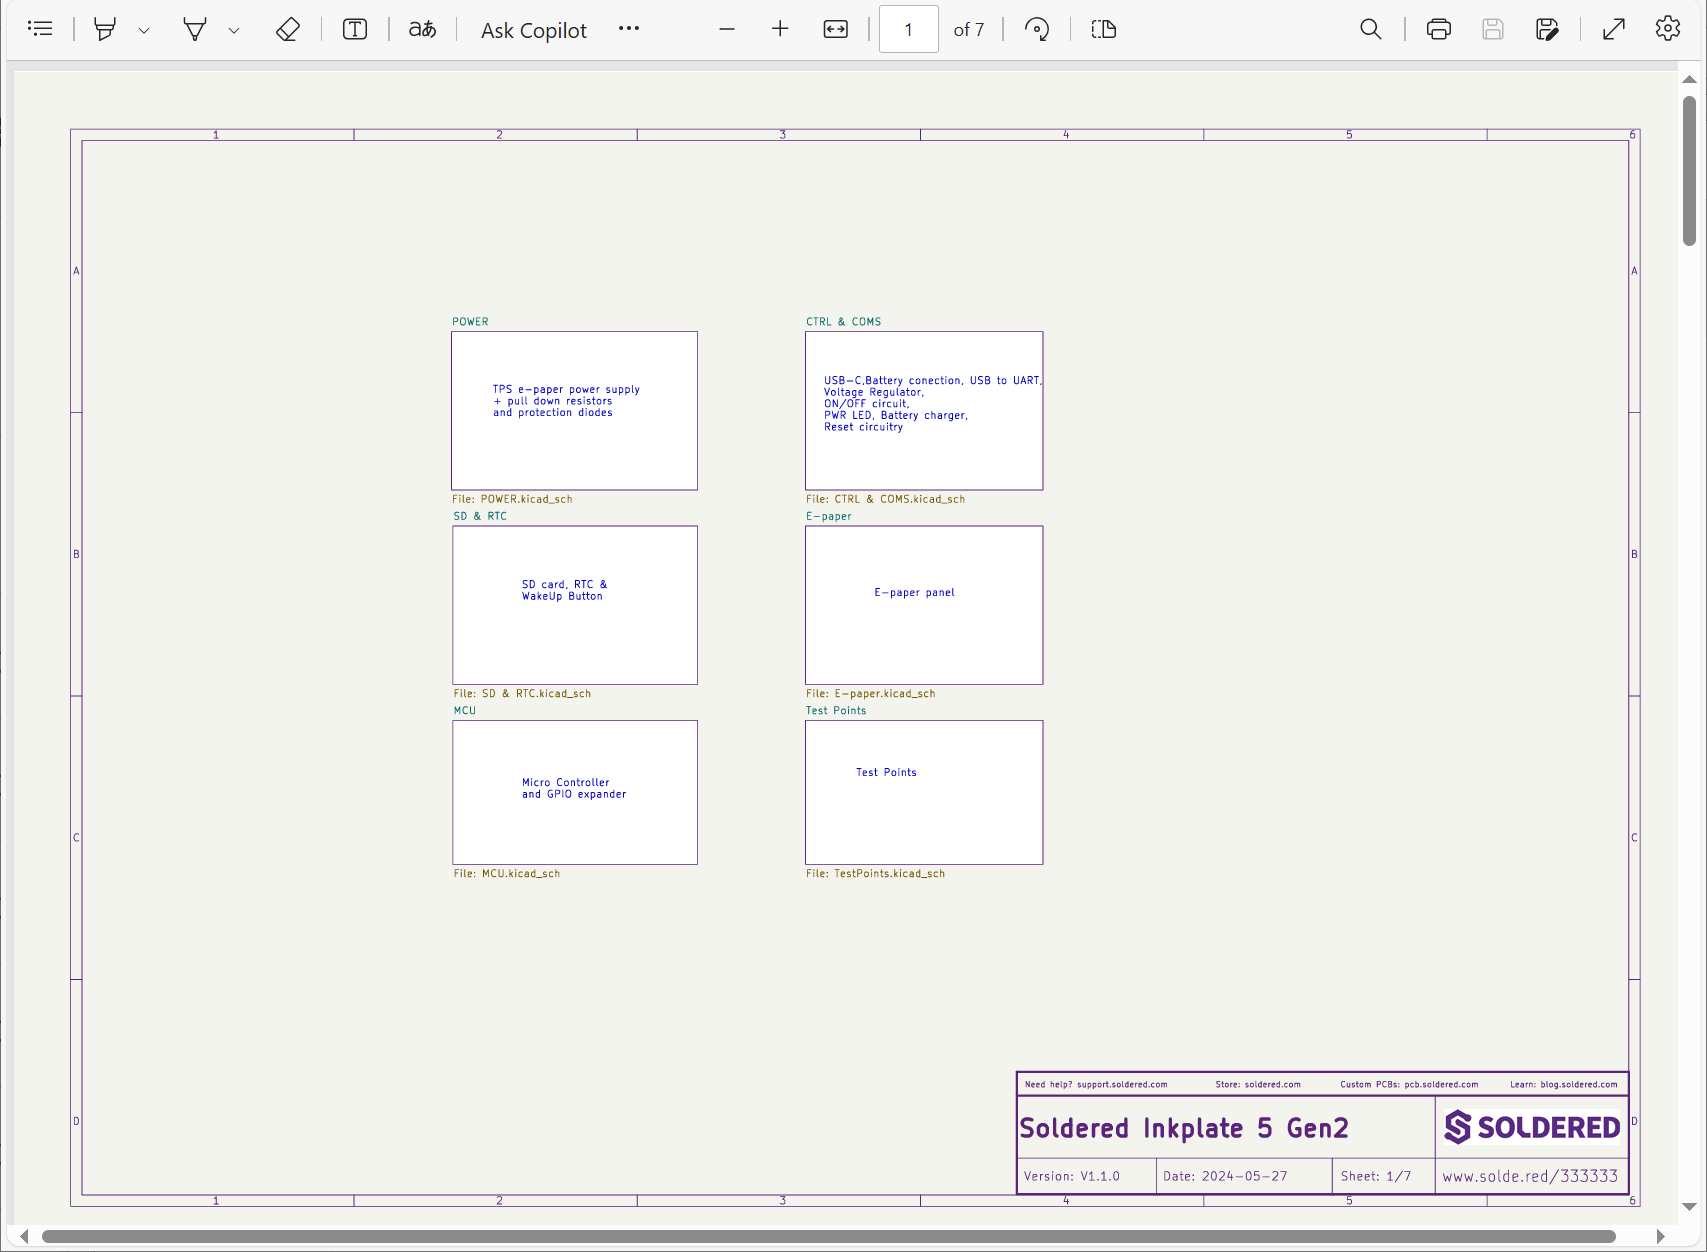 Ask Copilot
1 of 7
1 2 3 4 5 6
A A
POWER
TPS e-paper power supply
+ pull down resistors
and protection diodes
File: POWER.kicad_sch
CTRL & COMS
USB-C,Battery conection, USB to UART,
Voltage Regulator,
ON/OFF circuit,
PWR LED, Battery charger,
Reset circuitry
File: CTRL & COMS.kicad_sch
B B
SD & RTC
SD card, RTC &
WakeUp Button
File: SD & RTC.kicad_sch
E-paper
E-paper panel
File: E-paper.kicad_sch
C C
MCU
Micro Controller
and GPIO expander
File: MCU.kicad_sch
Test Points
Test Points
File: TestPoints.kicad_sch
D D
Need help? support.soldered.com Store: soldered.com Custom PCBs: pcb.soldered.com Learn: blog.soldered.com
Soldered Inkplate 5 Gen2
SOLDERED
Version: V1.1.0 Date: 2024-05-27 Sheet: 1/7 www.solde.red/333333
1 2 3 4 5 6